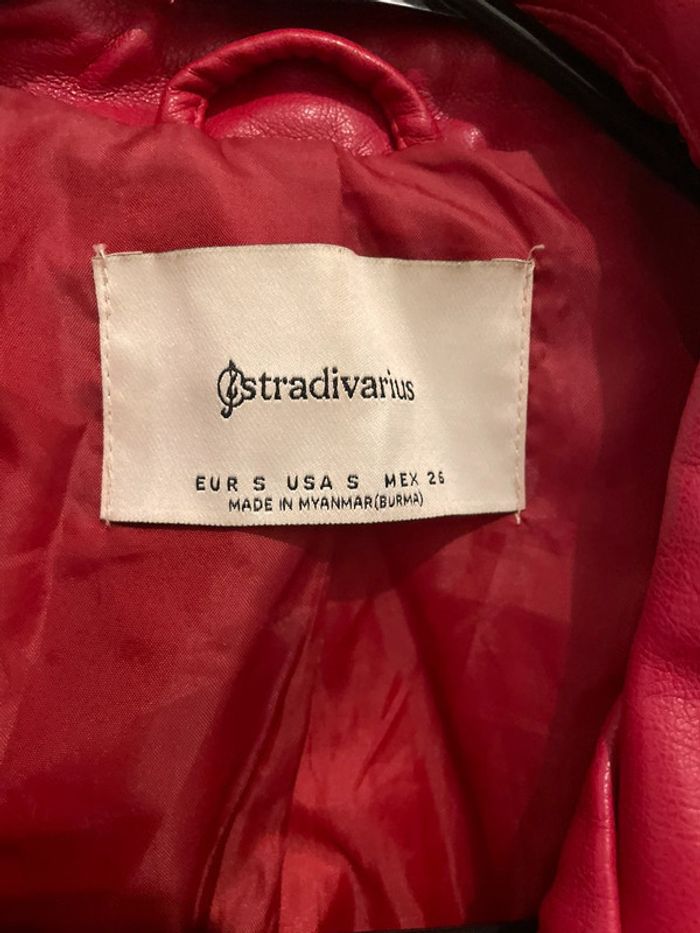 stradivarius
EUR S USA S MEX 26
MADE IN MYANMAR(BURMA)